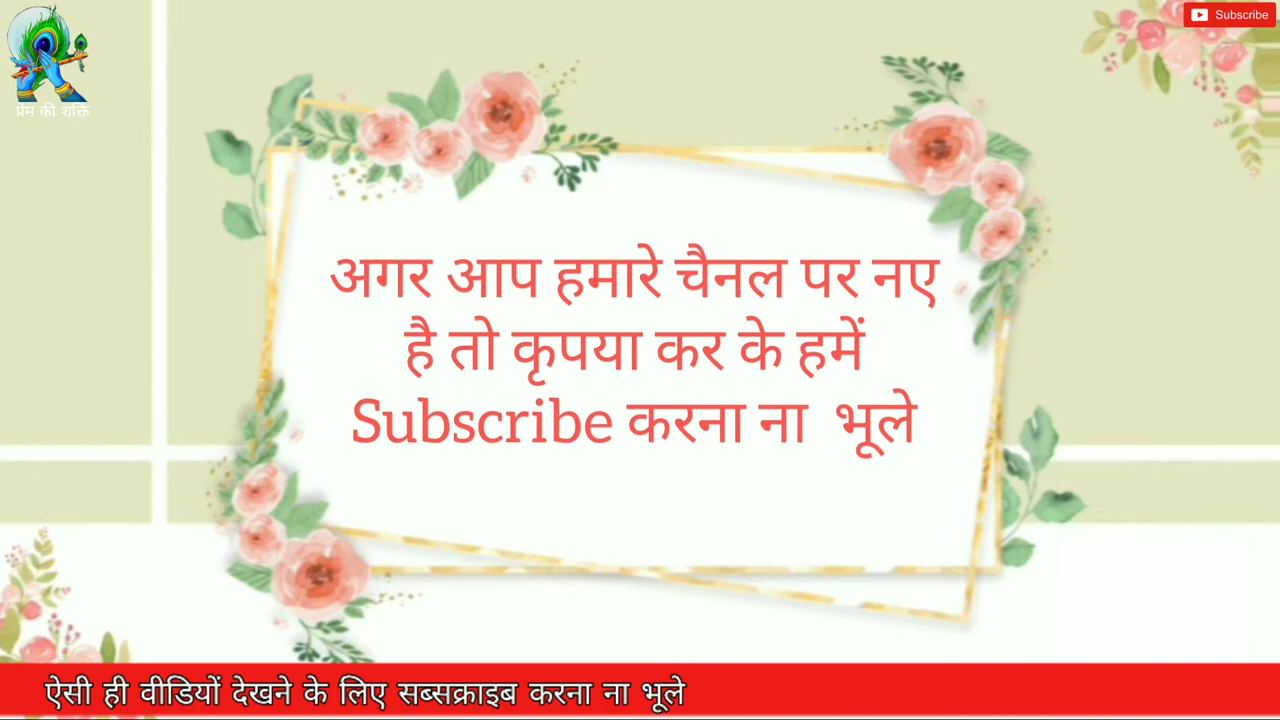 Subscribe
प्रेम की शक्ति
अगर आप हमारे चैनल पर नए
है तो कृपया कर के हमें
Subscribe करना ना भूले
ऐसी ही वीडियों देखने के लिए सब्सक्राइब करना ना भूले